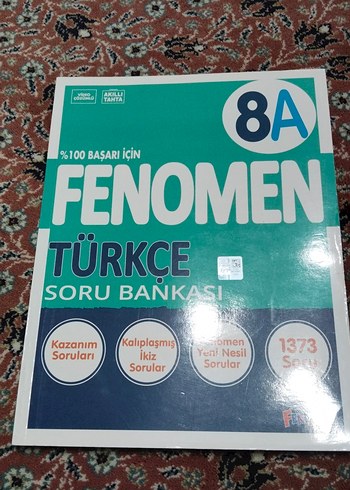 VİDEO
ÇÖZÜMLÜ
AKILLI
TAHTA
8A
%100 BAŞARI İÇİN
FENOMEN
TÜRKÇE
SORU BANKASI
Kazanım
Soruları
Kalıplaşmış
İkiz
Sorular
Fenomen
Yeni Nesil
Sorular
1373
Soru